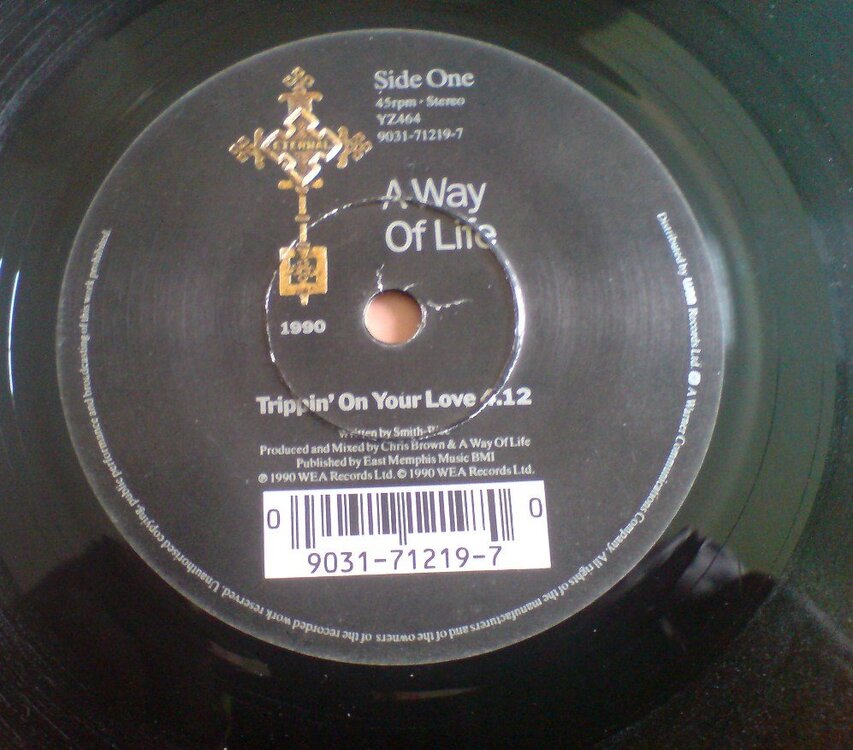 ETERNAL
Side One
45rpm · Stereo
YZ464
9031-71219-7
A Way
Of Life
1990
Trippin' On Your Love 4.12
Written by Smith-
Produced and Mixed by Chris Brown & A Way Of Life
Published by East Memphis Music BMI
℗ 1990 WEA Records Ltd. © 1990 WEA Records Ltd.
0 0
9031-71219-7
Distributed by wea Records Ltd. A Warner Communications Company. All rights of the manufacturers and of the owners of the recorded work reserved. Unauthorised copying, public performance and broadcasting of this work prohibited.